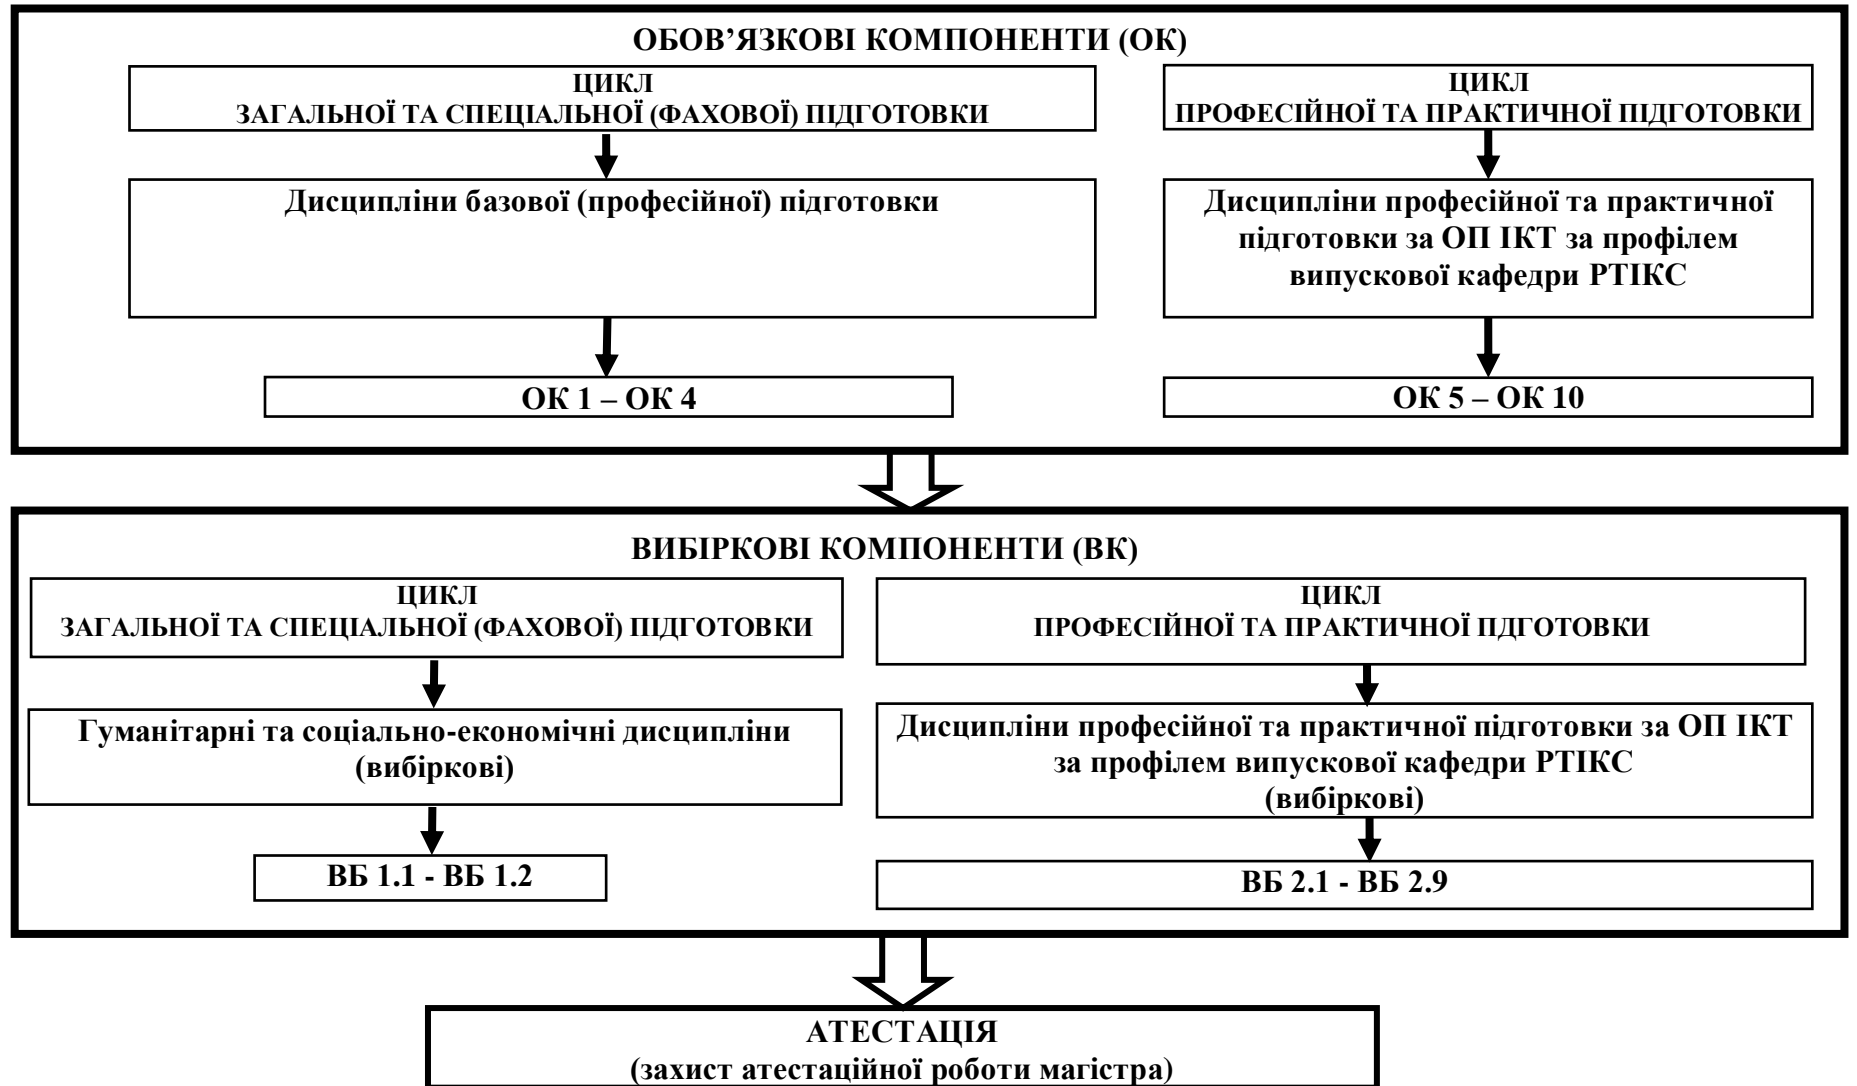 ОБОВ’ЯЗКОВІ КОМПОНЕНТИ (ОК)
ЦИКЛ
ЗАГАЛЬНОЇ ТА СПЕЦІАЛЬНОЇ (ФАХОВОЇ) ПІДГОТОВКИ
ЦИКЛ
ПРОФЕСІЙНОЇ ТА ПРАКТИЧНОЇ ПІДГОТОВКИ
Дисципліни базової (професійної) підготовки
Дисципліни професійної та практичної
підготовки за ОП ІКТ за профілем
випускової кафедри РТІКС
ОК 1 – ОК 4
ОК 5 – ОК 10
ВИБІРКОВІ КОМПОНЕНТИ (ВК)
ЦИКЛ
ЗАГАЛЬНОЇ ТА СПЕЦІАЛЬНОЇ (ФАХОВОЇ) ПІДГОТОВКИ
ЦИКЛ
ПРОФЕСІЙНОЇ ТА ПРАКТИЧНОЇ ПДГОТОВКИ
Гуманітарні та соціально-економічні дисципліни
(вибіркові)
Дисципліни професійної та практичної підготовки за ОП ІКТ
за профілем випускової кафедри РТІКС
(вибіркові)
ВБ 1.1 - ВБ 1.2
ВБ 2.1 - ВБ 2.9
АТЕСТАЦІЯ
(захист атестаційної роботи магістра)